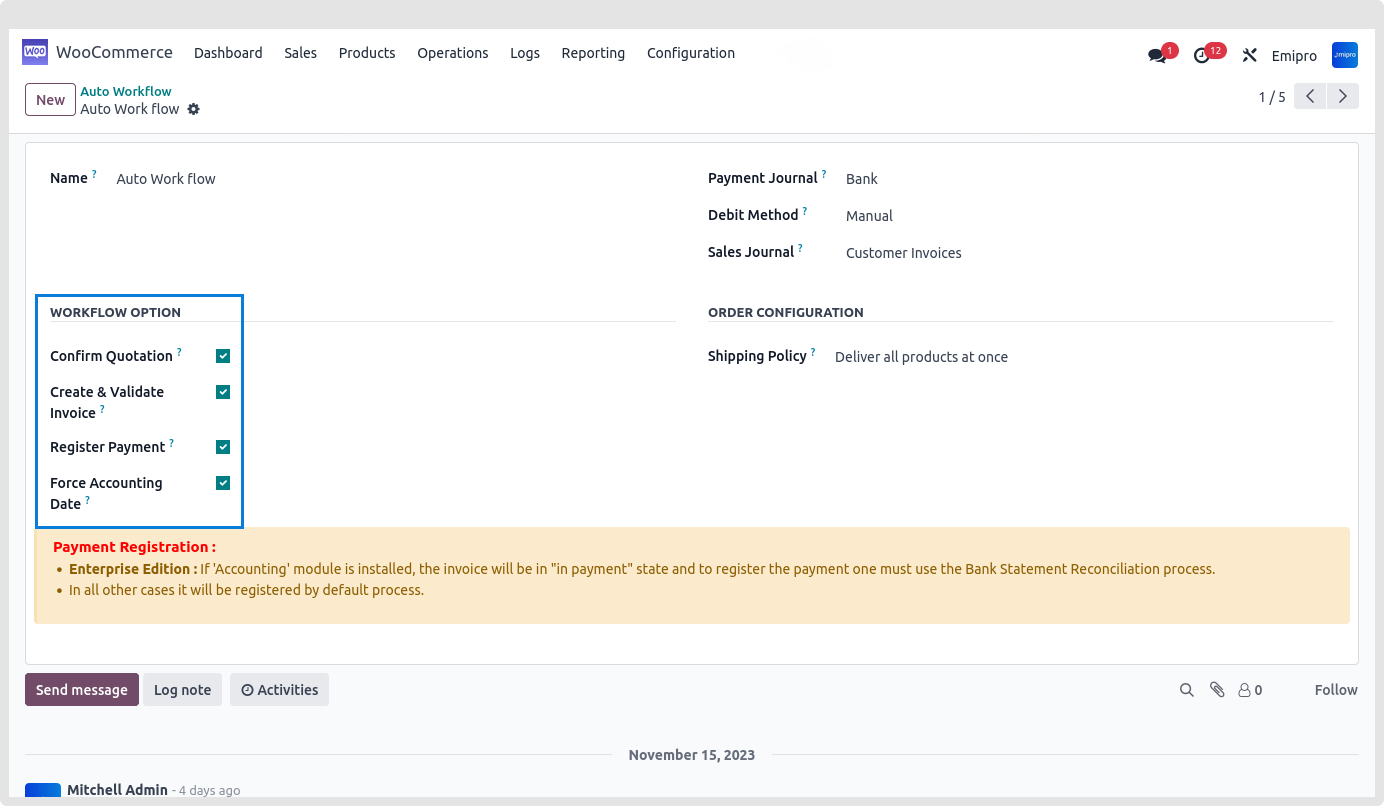 WOO WooCommerce Dashboard Sales Products Operations Logs Reporting Configuration 1 12 Emipro Jmipro
New Auto Workflow
Auto Work flow 1 / 5
Name ? Auto Work flow
Payment Journal ? Bank
Debit Method ? Manual
Sales Journal ? Customer Invoices
WORKFLOW OPTION
Confirm Quotation ?
Create & Validate
Invoice ?
Register Payment ?
Force Accounting
Date ?
ORDER CONFIGURATION
Shipping Policy ? Deliver all products at once
Payment Registration :
• Enterprise Edition : If 'Accounting' module is installed, the invoice will be in "in payment" state and to register the payment one must use the Bank Statement Reconciliation process.
• In all other cases it will be registered by default process.
Send message Log note Activities 0 Follow
November 15, 2023
Mitchell Admin - 4 days ago